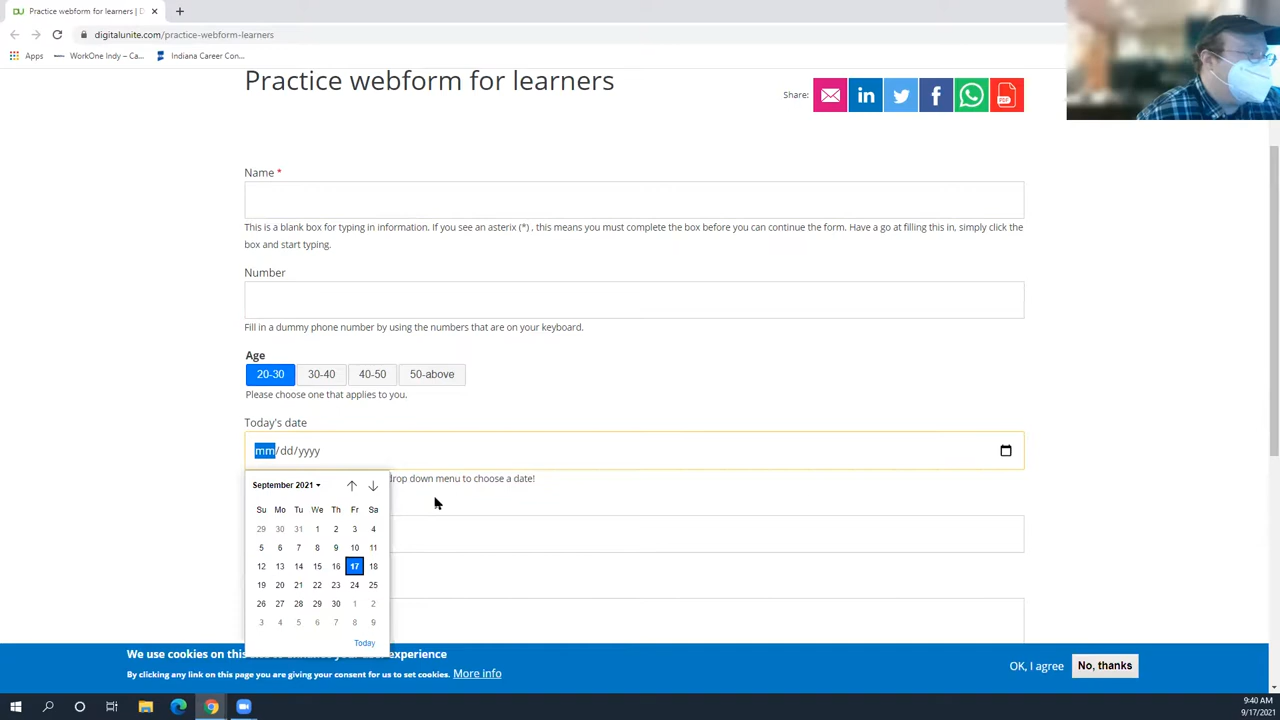 Practice webform for learners | D
digitalunite.com/practice-webform-learners
Apps
WorkOne Indy – Ca...
Indiana Career Con...
Practice webform for learners
Share:
PDF
Name *
This is a blank box for typing in information. If you see an asterix (*) , this means you must complete the box before you can continue the form. Have a go at filling this in, simply click the
box and start typing.
Number
Fill in a dummy phone number by using the numbers that are on your keyboard.
Age
20-30 30-40 40-50 50-above
Please choose one that applies to you.
Today's date
mm/dd/yyyy
drop down menu to choose a date!
September 2021
Su Mo Tu We Th Fr Sa
29 30 31 1 2 3 4
5 6 7 8 9 10 11
12 13 14 15 16 17 18
19 20 21 22 23 24 25
26 27 28 29 30 1 2
3 4 5 6 7 8 9
Today
We use cookies on this site to enhance your user experience
By clicking any link on this page you are giving your consent for us to set cookies. More info
OK, I agree
No, thanks
9:40 AM
9/17/2021